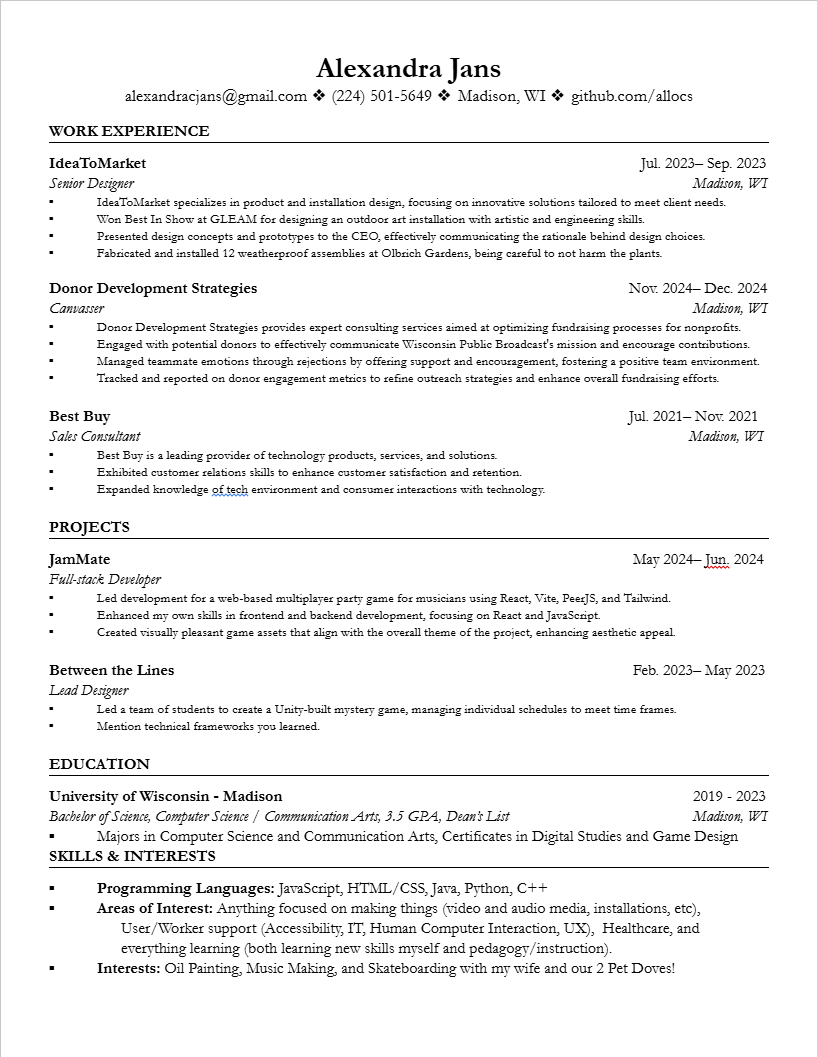 Alexandra Jans
alexandracjans@gmail.com ❖ (224) 501-5649 ❖ Madison, WI ❖ github.com/allocs
WORK EXPERIENCE
IdeaToMarket Jul. 2023– Sep. 2023
Senior Designer Madison, WI
▪ IdeaToMarket specializes in product and installation design, focusing on innovative solutions tailored to meet client needs.
▪ Won Best In Show at GLEAM for designing an outdoor art installation with artistic and engineering skills.
▪ Presented design concepts and prototypes to the CEO, effectively communicating the rationale behind design choices.
▪ Fabricated and installed 12 weatherproof assemblies at Olbrich Gardens, being careful to not harm the plants.
Donor Development Strategies Nov. 2024– Dec. 2024
Canvasser Madison, WI
▪ Donor Development Strategies provides expert consulting services aimed at optimizing fundraising processes for nonprofits.
▪ Engaged with potential donors to effectively communicate Wisconsin Public Broadcast's mission and encourage contributions.
▪ Managed teammate emotions through rejections by offering support and encouragement, fostering a positive team environment.
▪ Tracked and reported on donor engagement metrics to refine outreach strategies and enhance overall fundraising efforts.
Best Buy Jul. 2021– Nov. 2021
Sales Consultant Madison, WI
▪ Best Buy is a leading provider of technology products, services, and solutions.
▪ Exhibited customer relations skills to enhance customer satisfaction and retention.
▪ Expanded knowledge of tech environment and consumer interactions with technology.
PROJECTS
JamMate May 2024– Jun. 2024
Full-stack Developer
▪ Led development for a web-based multiplayer party game for musicians using React, Vite, PeerJS, and Tailwind.
▪ Enhanced my own skills in frontend and backend development, focusing on React and JavaScript.
▪ Created visually pleasant game assets that align with the overall theme of the project, enhancing aesthetic appeal.
Between the Lines Feb. 2023– May 2023
Lead Designer
▪ Led a team of students to create a Unity-built mystery game, managing individual schedules to meet time frames.
▪ Mention technical frameworks you learned.
EDUCATION
University of Wisconsin - Madison 2019 - 2023
Bachelor of Science, Computer Science / Communication Arts, 3.5 GPA, Dean's List Madison, WI
▪ Majors in Computer Science and Communication Arts, Certificates in Digital Studies and Game Design
SKILLS & INTERESTS
▪ Programming Languages: JavaScript, HTML/CSS, Java, Python, C++
▪ Areas of Interest: Anything focused on making things (video and audio media, installations, etc),
User/Worker support (Accessibility, IT, Human Computer Interaction, UX), Healthcare, and
everything learning (both learning new skills myself and pedagogy/instruction).
▪ Interests: Oil Painting, Music Making, and Skateboarding with my wife and our 2 Pet Doves!